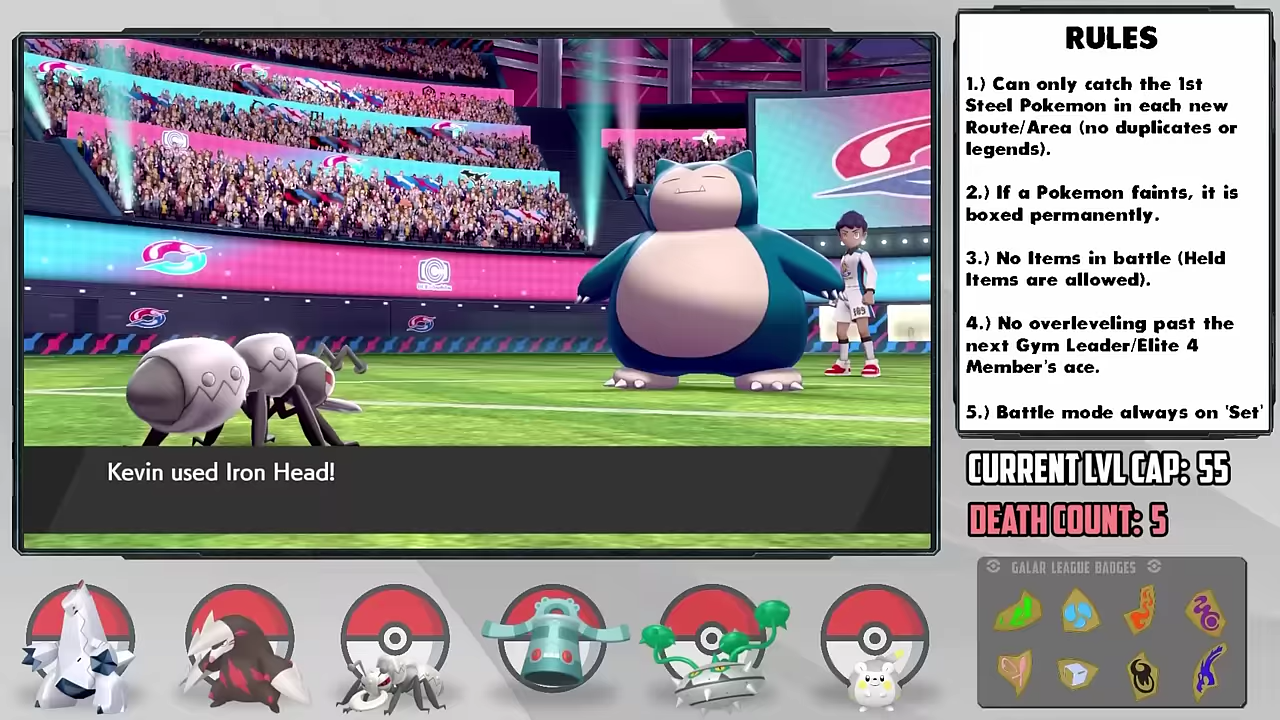 RULES
1.) Can only catch the 1st
Steel Pokemon in each new
Route/Area (no duplicates or
legends).
2.) If a Pokemon faints, it is
boxed permanently.
3.) No Items in battle (Held
Items are allowed).
4.) No overleveling past the
next Gym Leader/Elite 4
Member's ace.
5.) Battle mode always on 'Set'
Kevin used Iron Head!
CURRENT LVL CAP: 55
DEATH COUNT: 5
GALAR LEAGUE BADGES